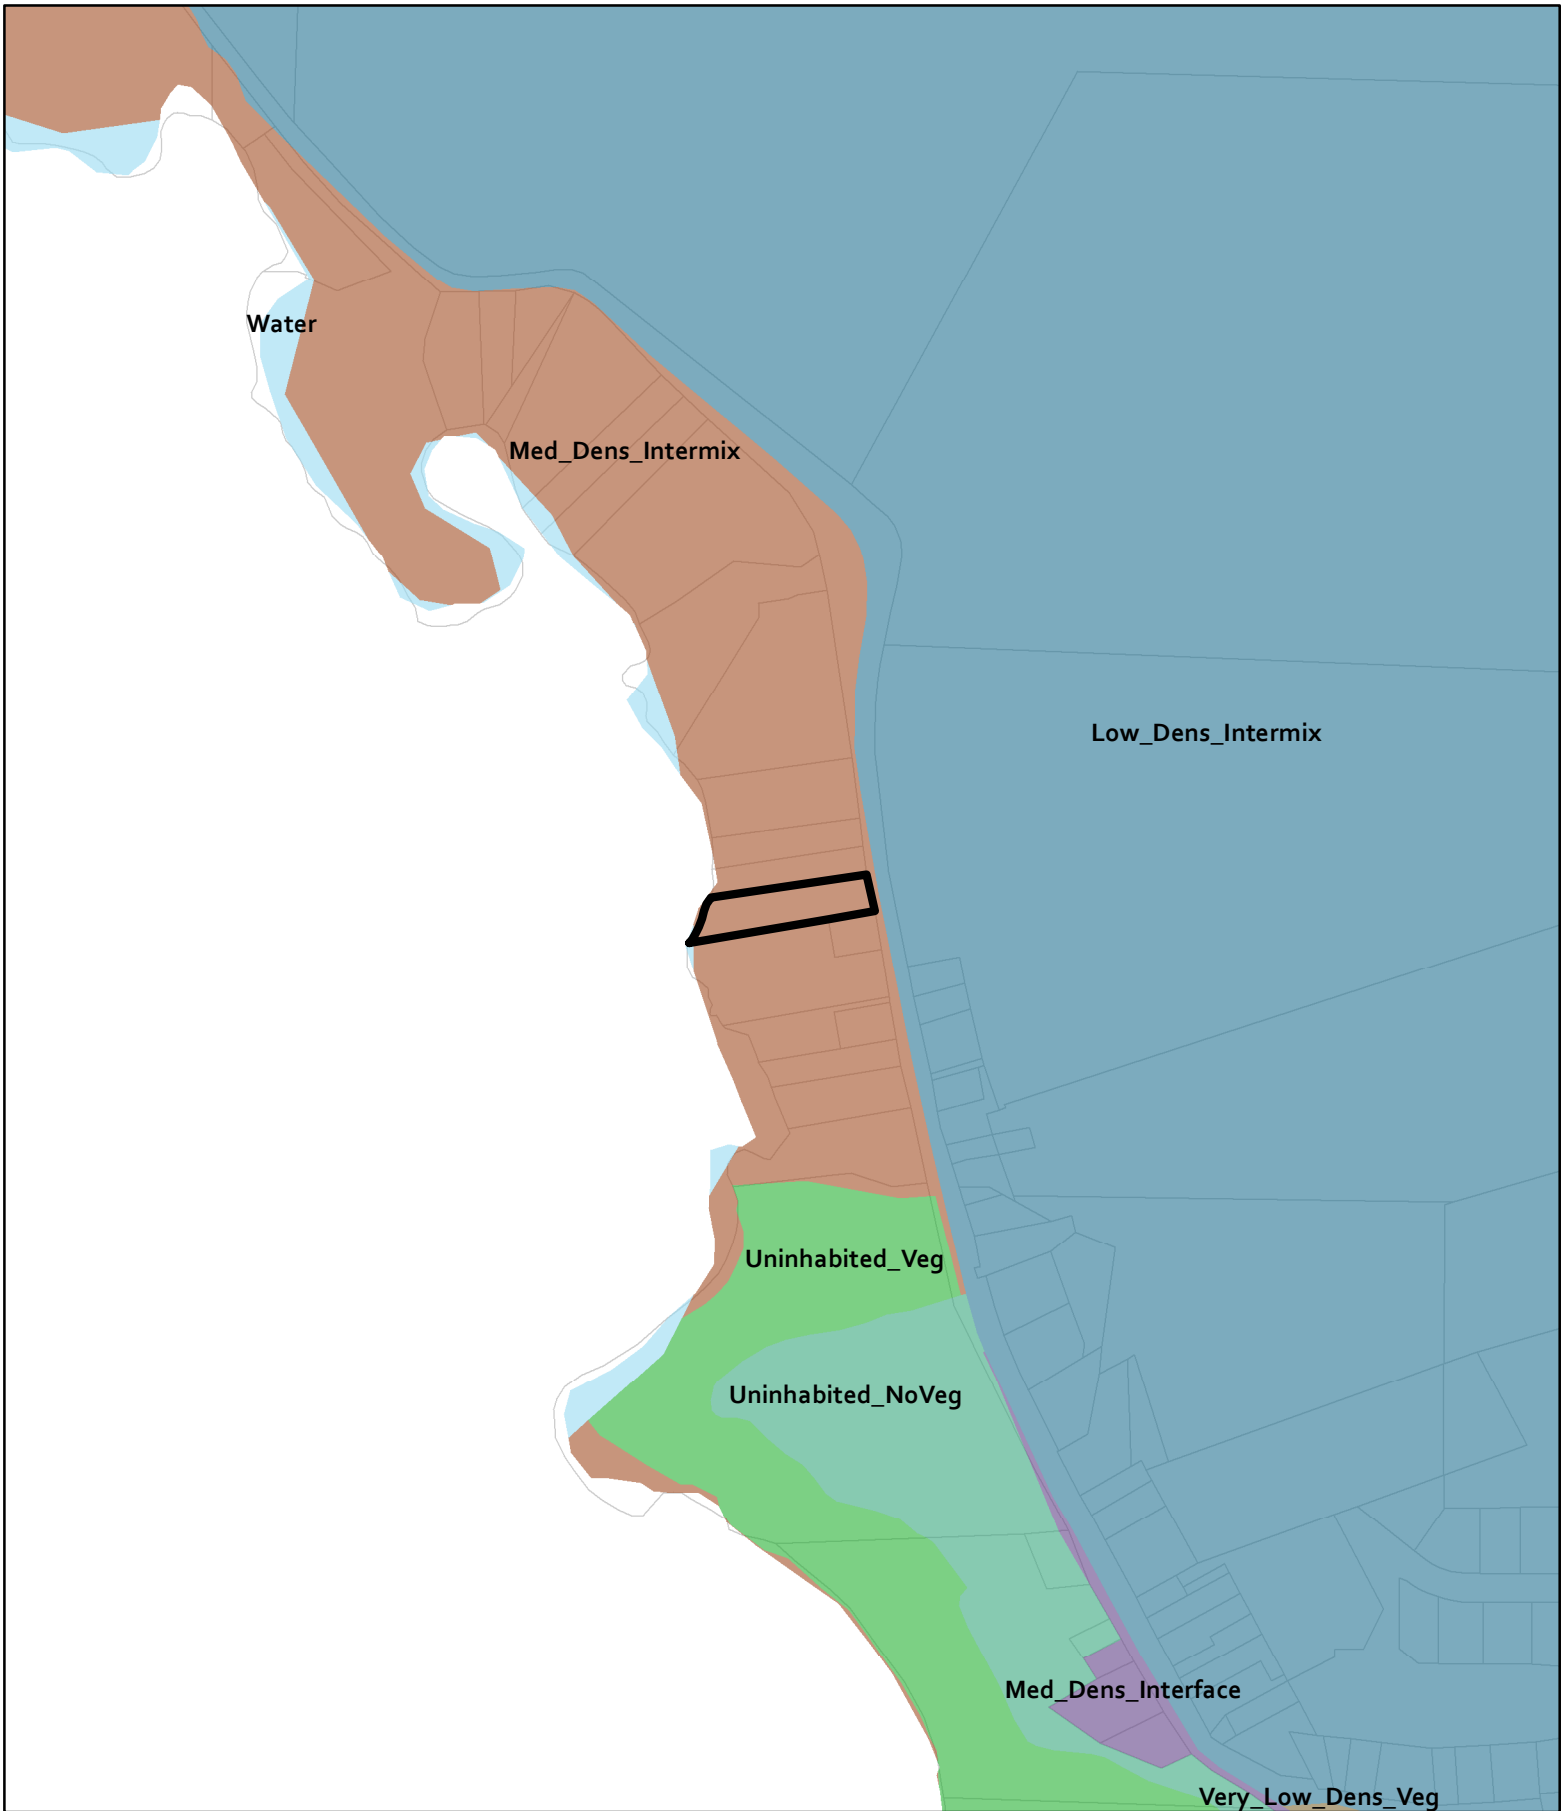 Water
Med_Dens_Intermix
Low_Dens_Intermix
Uninhabited_Veg
Uninhabited_NoVeg
Med_Dens_Interface
Very_Low_Dens_Veg